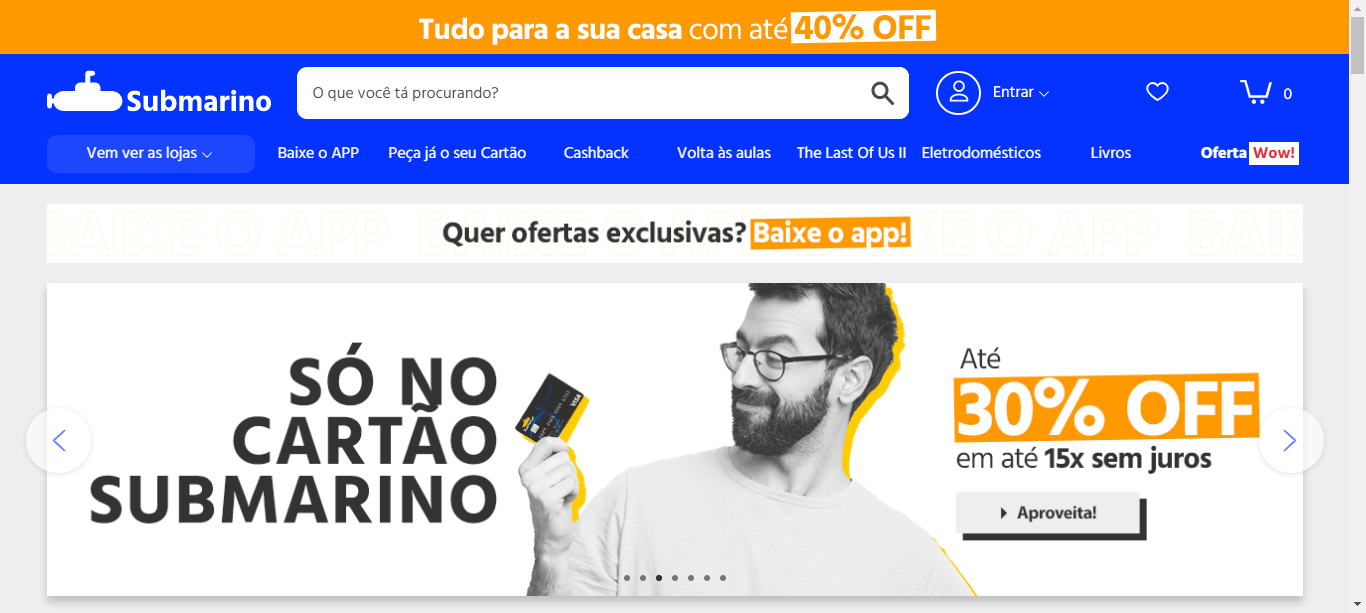 Tudo para a sua casa com até 40% OFF
Submarino
O que você tá procurando?
Entrar
0
Vem ver as lojas
Baixe o APP
Peça já o seu Cartão
Cashback
Volta às aulas
The Last Of Us II
Eletrodomésticos
Livros
Oferta Wow!
BAIXE O APP BAIXE O APP BAIXE O APP BAIX
Quer ofertas exclusivas? Baixe o app!
SÓ NO
CARTÃO
SUBMARINO
VISA
Até
30% OFF
em até 15x sem juros
Aproveita!